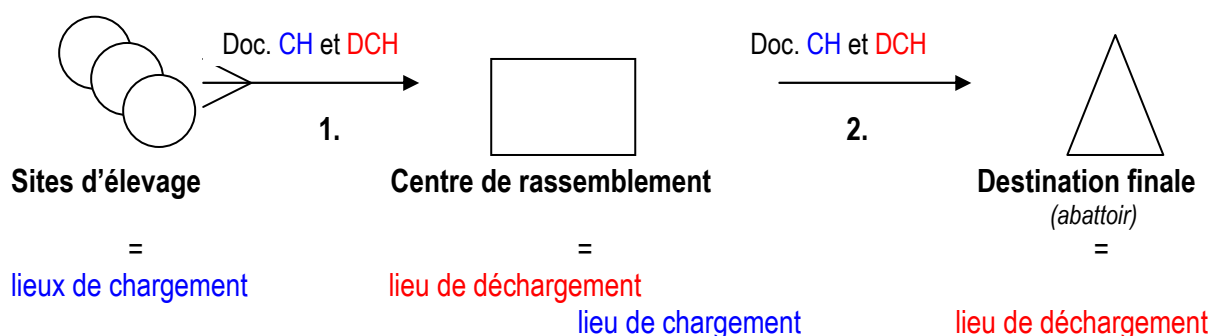 Doc. CH et DCH
Doc. CH et DCH
1.
2.
Sites d'élevage
Centre de rassemblement
Destination finale
(abattoir)
=
=
=
lieux de chargement
lieu de déchargement
lieu de chargement
lieu de déchargement